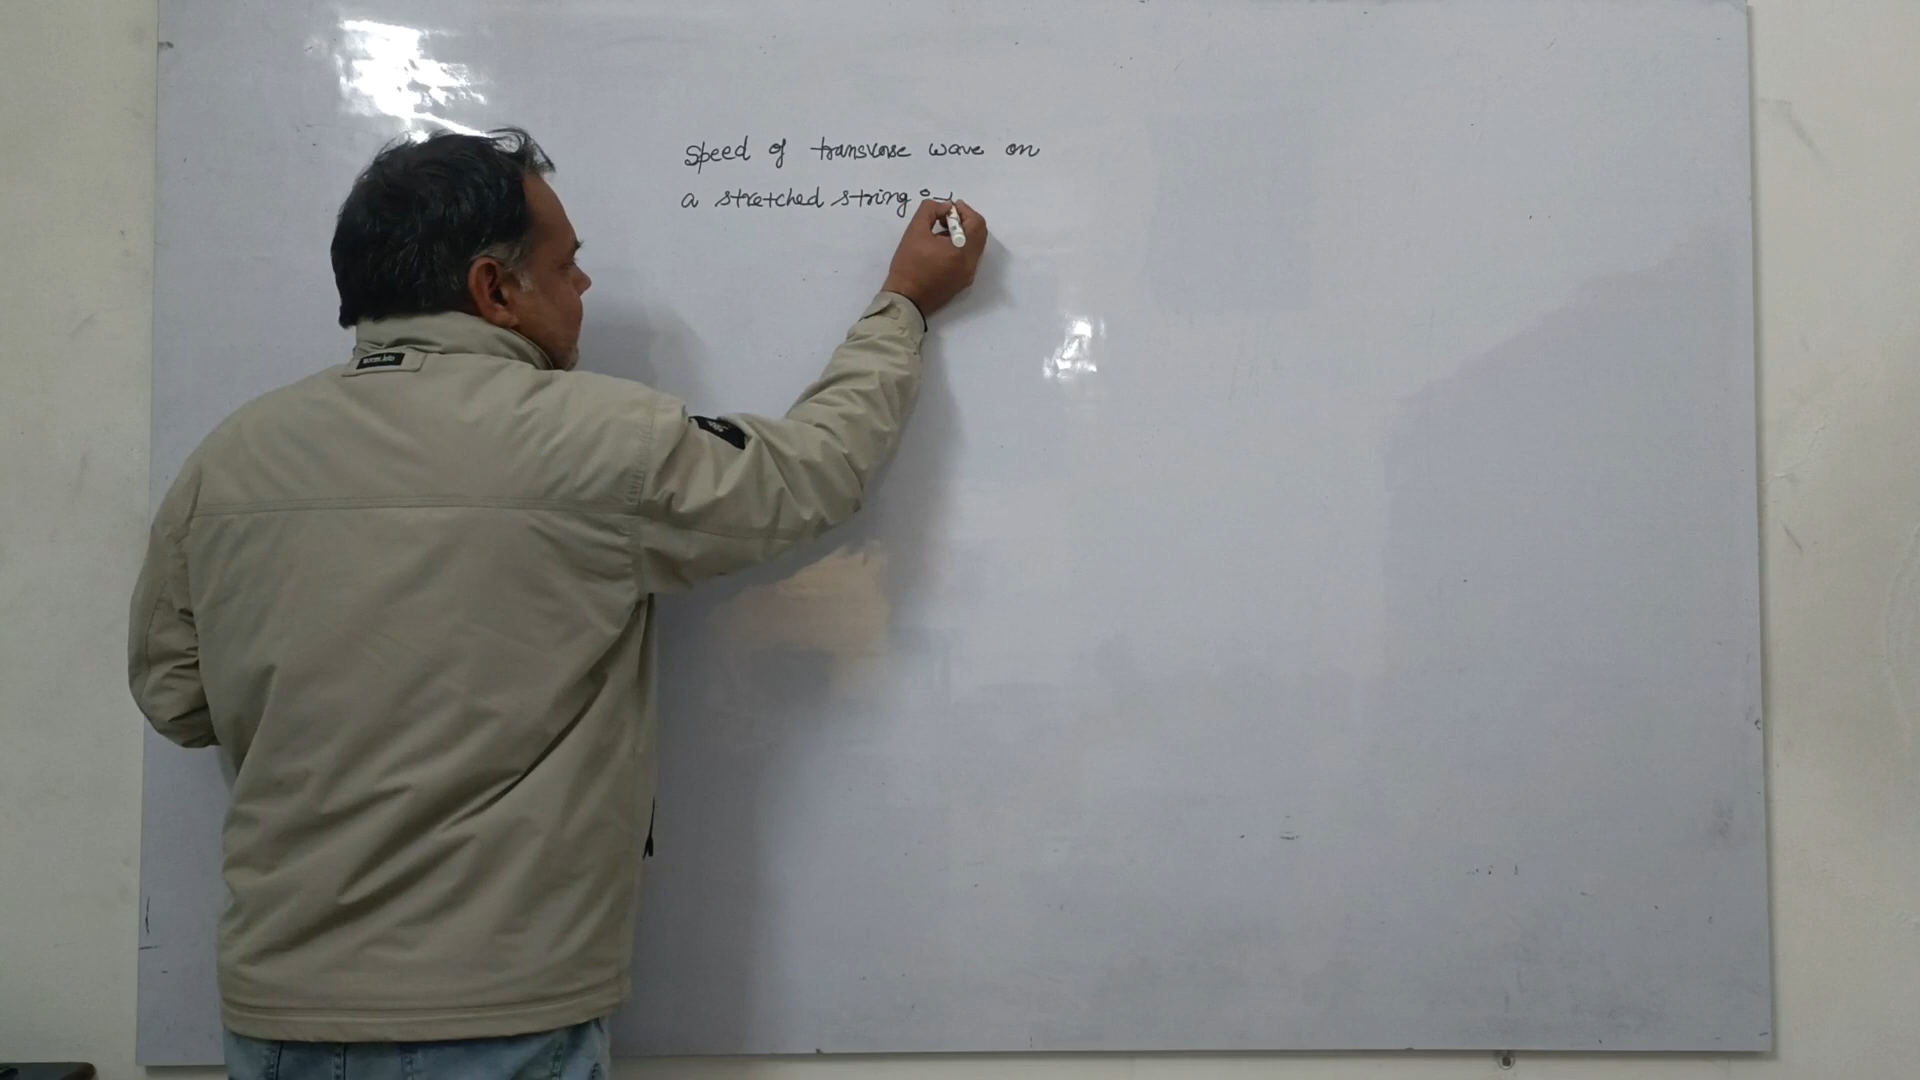 Speed of transverse wave on
a stretched string :-